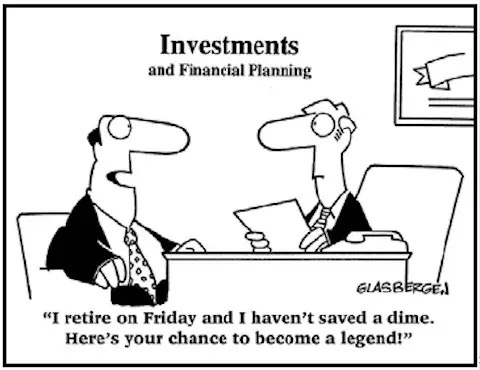 Investments
and Financial Planning
GLASBERGEN
“I retire on Friday and I haven’t saved a dime.
Here’s your chance to become a legend!”